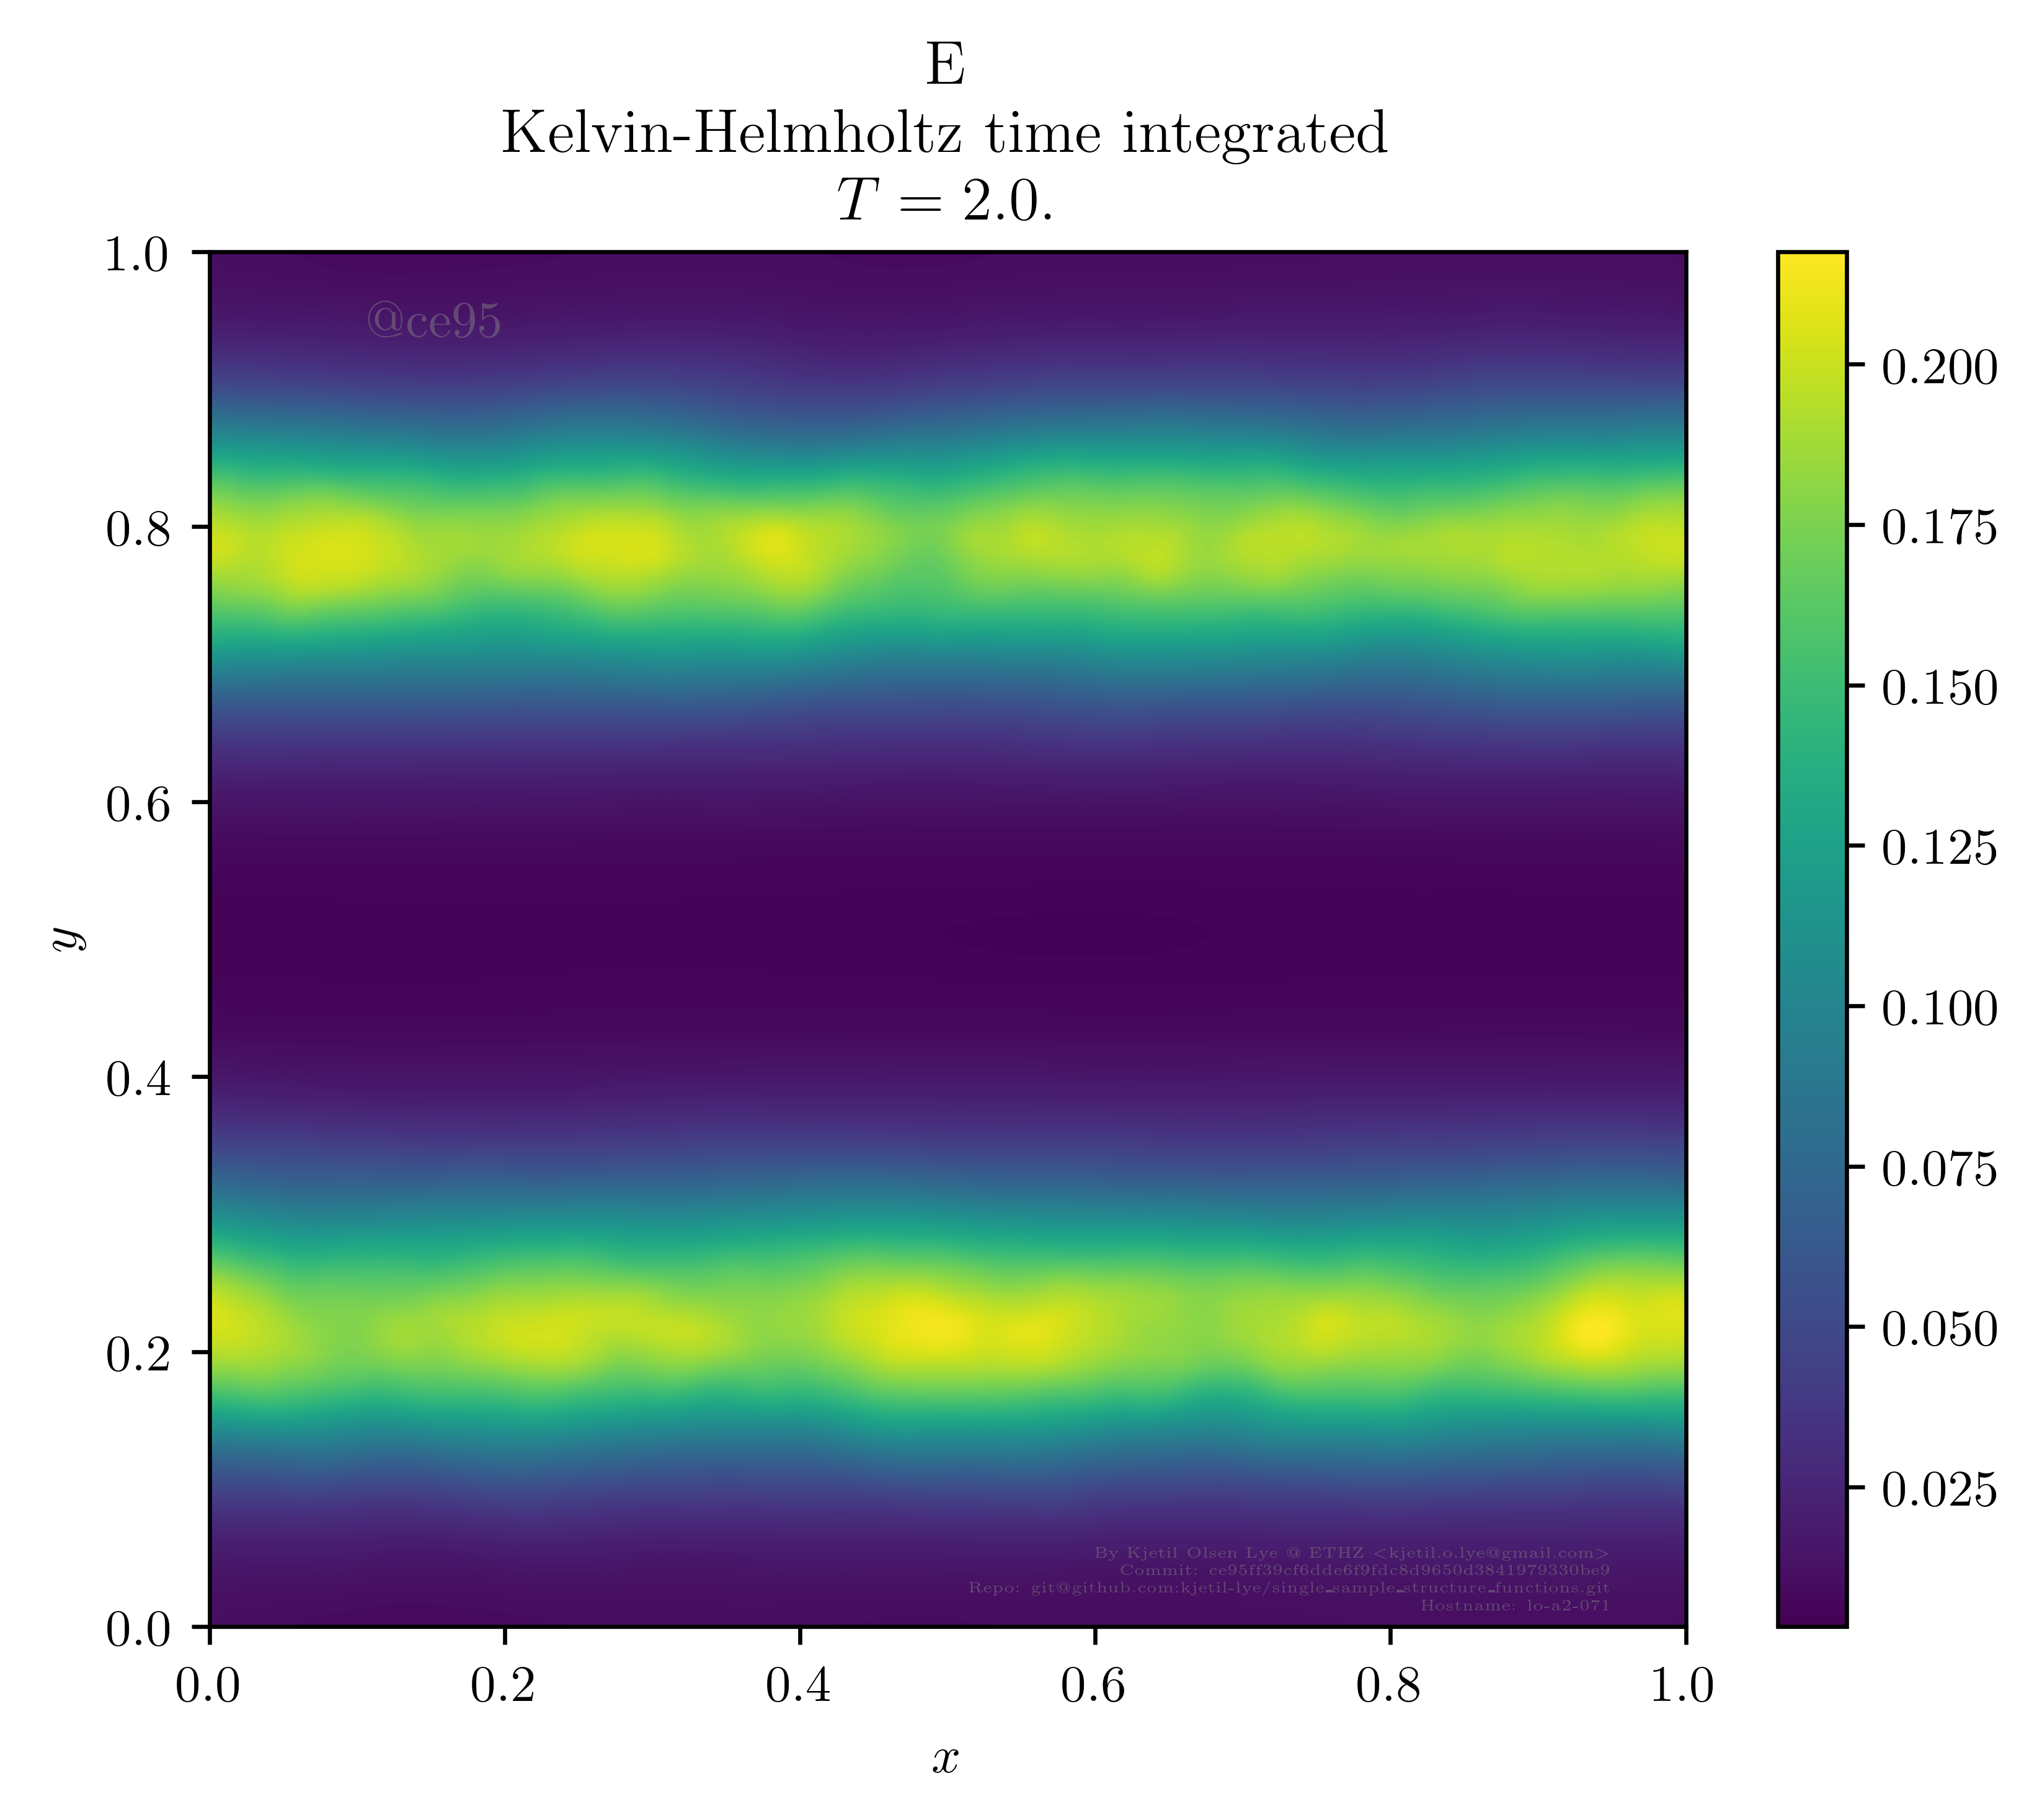 E
Kelvin-Helmholtz time integrated
T = 2.0.
1.0
0.8
0.6
0.4
0.2
0.0
y
@ce95
By Kjetil Olsen Lye @ ETHZ <kjetil.o.lye@gmail.com>
Commit: ce95ff39cf6dde6f9fdc8d9650d3841979330be9
Repo: git@github.com:kjetil-lye/single_sample_structure_functions.git
Hostname: lo-a2-071
0.0 0.2 0.4 0.6 0.8 1.0
x
0.200
0.175
0.150
0.125
0.100
0.075
0.050
0.025